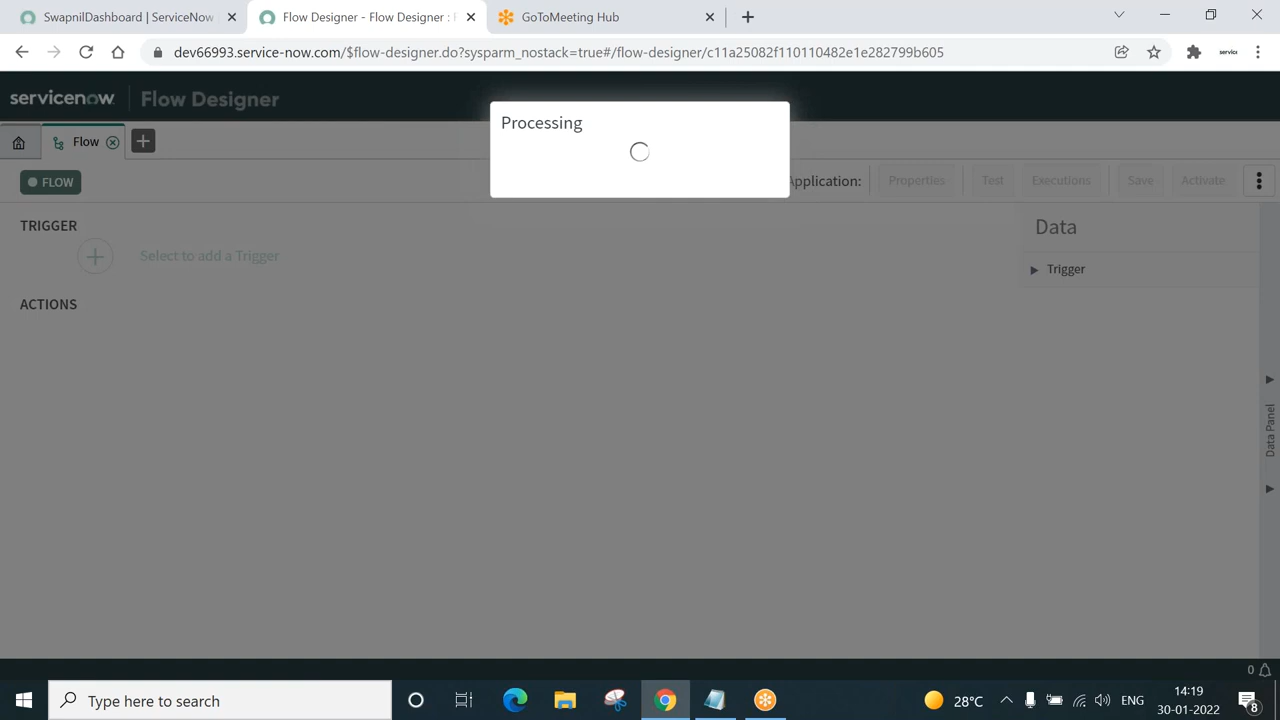 SwapnilDashboard | ServiceNow
Flow Designer - Flow Designer : F
GoToMeeting Hub
dev66993.service-now.com/$flow-designer.do?sysparm_nostack=true#/flow-designer/c11a25082f110110482e1e282799b605
servicenow
Flow Designer
Processing
Flow
FLOW
Application:
Properties
Test
Executions
Save
Activate
TRIGGER
Select to add a Trigger
ACTIONS
Data
Trigger
Data Panel
0
Type here to search
28°C
ENG
14:19
30-01-2022
8